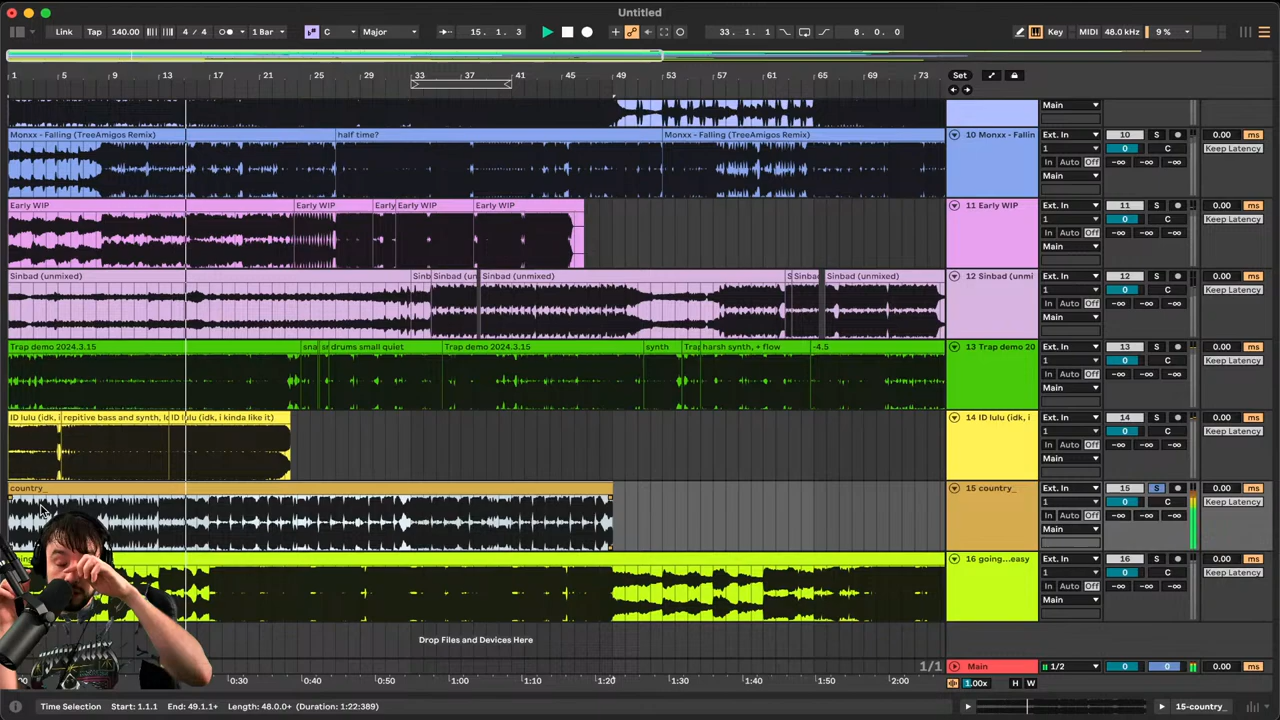 Untitled
Link Tap 140.00 4 / 4 1 Bar C Major 15. 1. 3 33. 1. 1 8. 0. 0 Key MIDI 48.0 kHz 9 %
1 5 9 13 17 21 25 29 33 37 41 45 49 53 57 61 65 69 73 Set
Main
Monxx - Falling (TreeAmigos Remix) half time? Monxx - Falling (TreeAmigos Remix) 10 Monxx - Fallin Ext. In 10 S 0.00 ms
1 0 C Keep Latency
In Auto Off -∞ -∞ -∞
Main
Early WIP Early WIP Early Early WIP Early WIP 11 Early WIP Ext. In 11 S 0.00 ms
1 0 C Keep Latency
In Auto Off -∞ -∞ -∞
Main
Sinbad (unmixed) Sinb Sinbad (un Sinbad (unmixed) S Sinba Sinbad (unmixed) 12 Sinbad (unmi Ext. In 12 S 0.00 ms
1 0 C Keep Latency
In Auto Off -∞ -∞ -∞
Main
Trap demo 2024.3.15 sna drums small quiet Trap demo 2024.3.15 synth Trap harsh synth, + flow -4.5 13 Trap demo 20 Ext. In 13 S 0.00 ms
1 0 C Keep Latency
In Auto Off -∞ -∞ -∞
Main
ID lulu (idk, i repitive bass and synth, ID lulu (idk, i kinda like it) 14 ID lulu (idk, i Ext. In 14 S 0.00 ms
1 0 C Keep Latency
In Auto Off -∞ -∞ -∞
Main
country_ 15 country_ Ext. In 15 S 0.00 ms
1 0 C Keep Latency
In Auto Off -∞ -∞ -∞
Main
16 going...easy Ext. In 16 S 0.00 ms
1 0 C Keep Latency
In Auto Off -∞ -∞ -∞
Main
Drop Files and Devices Here
1/1 Main 1/2 0 0 0.00 ms
0:30 0:40 0:50 1:00 1:10 1:20 1:30 1:40 1:50 2:00 1.00x H W
Time Selection Start: 1.1.1 End: 49.1.1+ Length: 48.0.0+ (Duration: 1:22:389) 15-country_